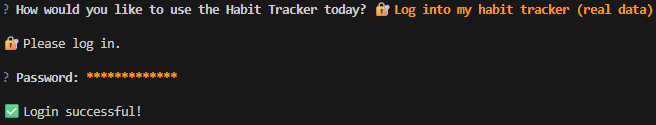 ? How would you like to use the Habit Tracker today? 🔐 Log into my habit tracker (real data)
🔐 Please log in.
? Password: *************
✅ Login successful!